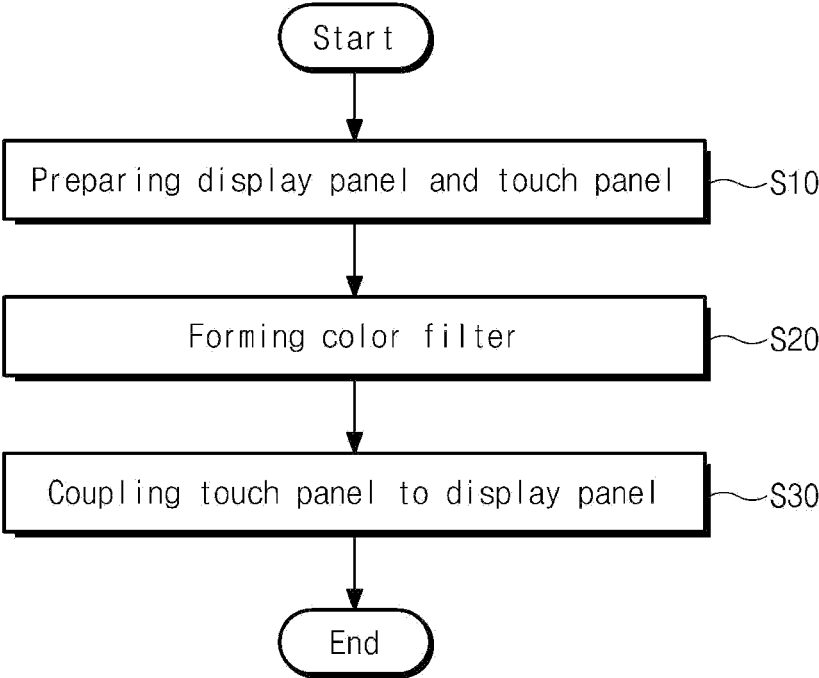 Start
Preparing display panel and touch panel
S10
Forming color filter
S20
Coupling touch panel to display panel
S30
End